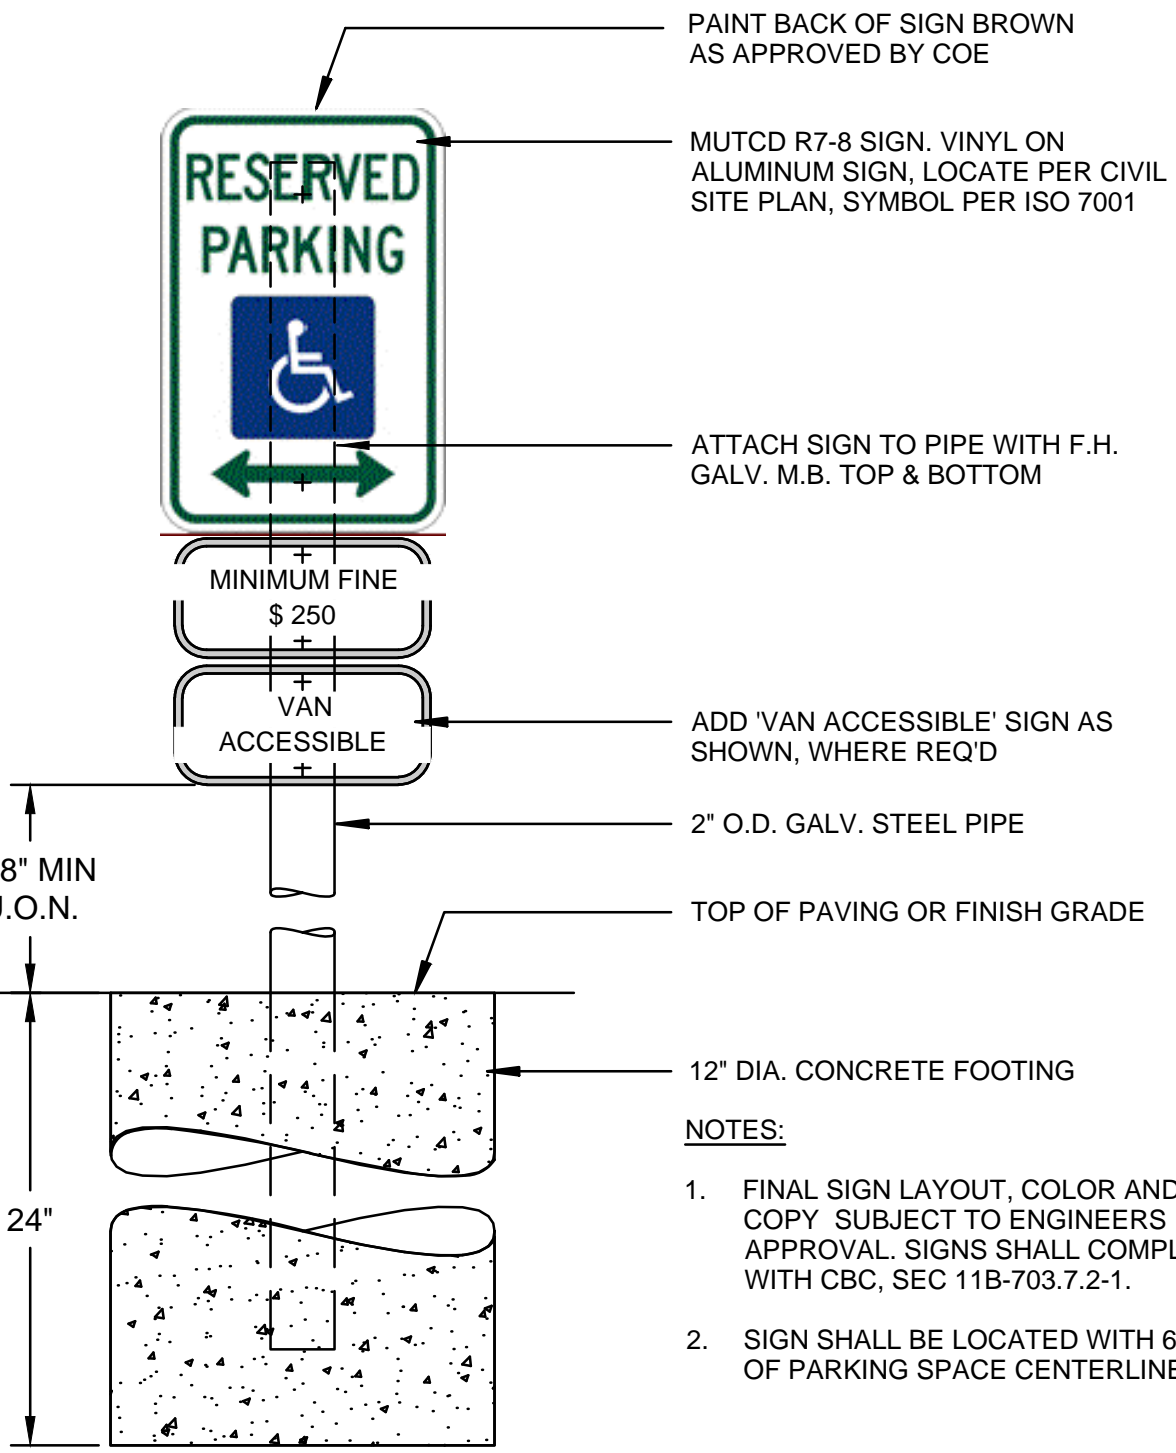 PAINT BACK OF SIGN BROWN
AS APPROVED BY COE
MUTCD R7-8 SIGN. VINYL ON
ALUMINUM SIGN, LOCATE PER CIVIL
SITE PLAN, SYMBOL PER ISO 7001
RESERVED
PARKING
ATTACH SIGN TO PIPE WITH F.H.
GALV. M.B. TOP & BOTTOM
MINIMUM FINE
$ 250
VAN
ACCESSIBLE
ADD 'VAN ACCESSIBLE' SIGN AS
SHOWN, WHERE REQ'D
2" O.D. GALV. STEEL PIPE
8" MIN
U.O.N.
TOP OF PAVING OR FINISH GRADE
12" DIA. CONCRETE FOOTING
24"
NOTES:
1. FINAL SIGN LAYOUT, COLOR AND
COPY SUBJECT TO ENGINEERS
APPROVAL. SIGNS SHALL COMPL
WITH CBC, SEC 11B-703.7.2-1.
2. SIGN SHALL BE LOCATED WITH 6
OF PARKING SPACE CENTERLINE